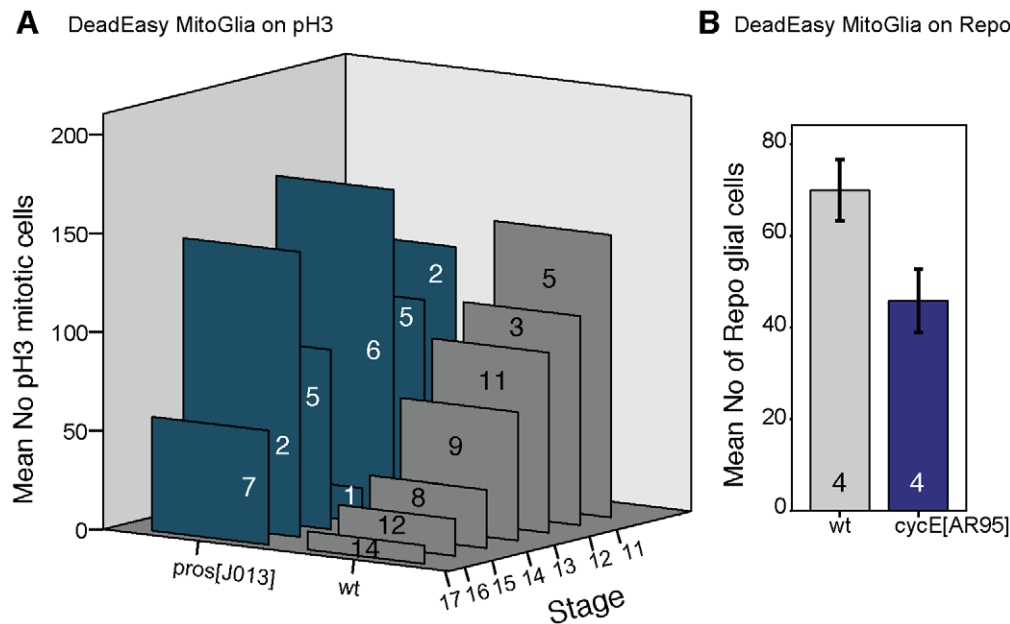 A DeadEasy MitoGlia on pH3
Mean No pH3 mitotic cells
200
150
100
50
0
2
5
6
1
5
2
7
5
3
11
9
8
12
14
pros[J013]
wt
17 16 15 14 13 12 11
Stage
B DeadEasy MitoGlia on Repo
Mean No of Repo glial cells
80
60
40
20
0
4
4
wt
cycE[AR95]